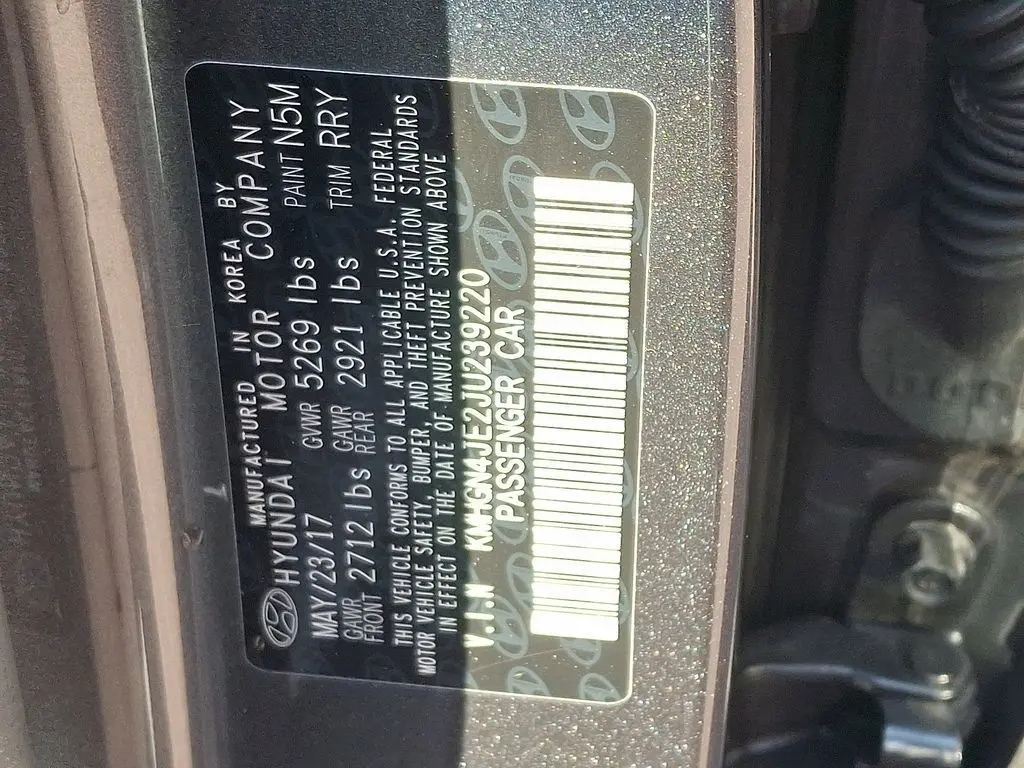 MANUFACTURED IN KOREA BY
HYUNDAI MOTOR COMPANY
MAY/23/17 GVWR 5269 lbs PAINT N5M
GAWR FRONT 2712 lbs GAWR REAR 2921 lbs TRIM RRY
THIS VEHICLE CONFORMS TO ALL APPLICABLE U.S.A. FEDERAL
MOTOR VEHICLE SAFETY, BUMPER, AND THEFT PREVENTION STANDARDS
IN EFFECT ON THE DATE OF MANUFACTURE SHOWN ABOVE
V.I.N KMHGN4JE2JU239220
PASSENGER CAR